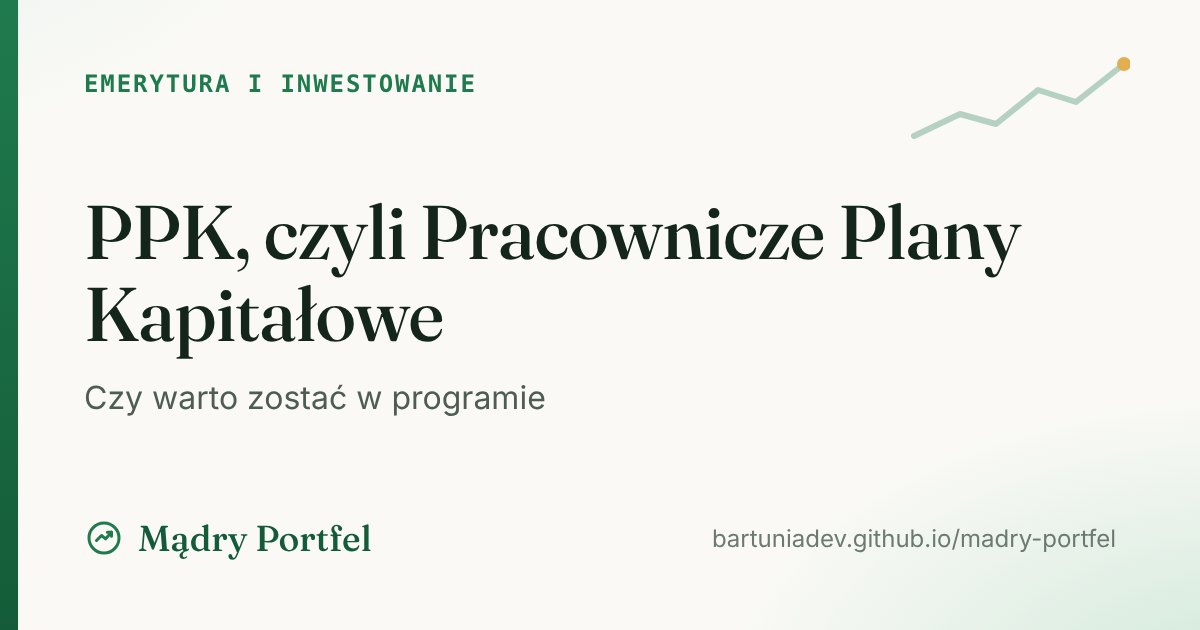 EMERYTURA I INWESTOWANIE
PPK, czyli Pracownicze Plany
Kapitałowe
Czy warto zostać w programie
Mądry Portfel
bartuniadev.github.io/madry-portfel